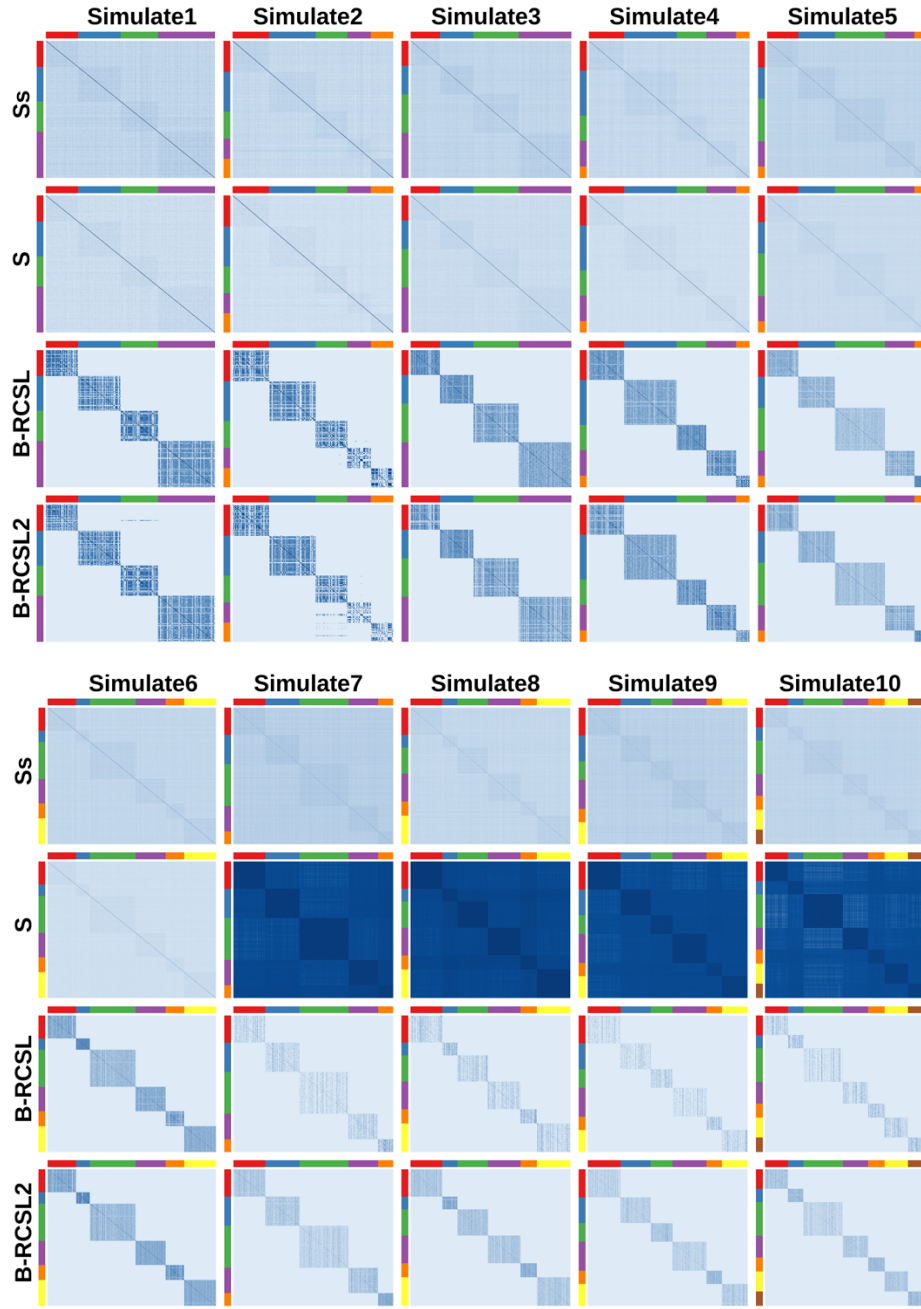 Simulate1 Simulate2 Simulate3 Simulate4 Simulate5
Ss
S
B-RCSL
B-RCSL2
Simulate6 Simulate7 Simulate8 Simulate9 Simulate10
Ss
S
B-RCSL
B-RCSL2